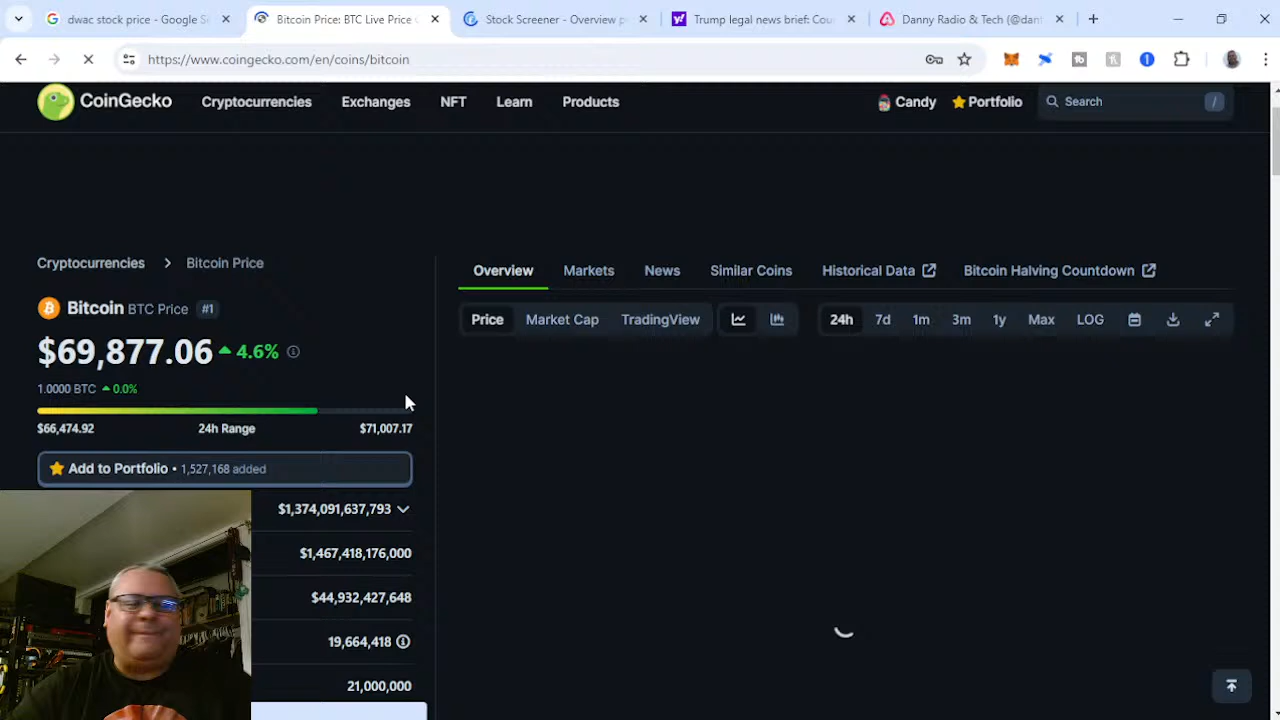 dwac stock price - Google S
Bitcoin Price: BTC Live Price
Stock Screener - Overview p
Trump legal news brief: Cou
Danny Radio & Tech (@dan
https://www.coingecko.com/en/coins/bitcoin
CoinGecko
Cryptocurrencies
Exchanges
NFT
Learn
Products
Candy
Portfolio
Search
/
Cryptocurrencies > Bitcoin Price
Overview
Markets
News
Similar Coins
Historical Data
Bitcoin Halving Countdown
Bitcoin BTC Price #1
Price
Market Cap
TradingView
24h
7d
1m
3m
1y
Max
LOG
$69,877.06 4.6%
1.0000 BTC 0.0%
$66,474.92
24h Range
$71,007.17
Add to Portfolio • 1,527,168 added
$1,374,091,637,793
$1,467,418,176,000
$44,932,427,648
19,664,418
21,000,000